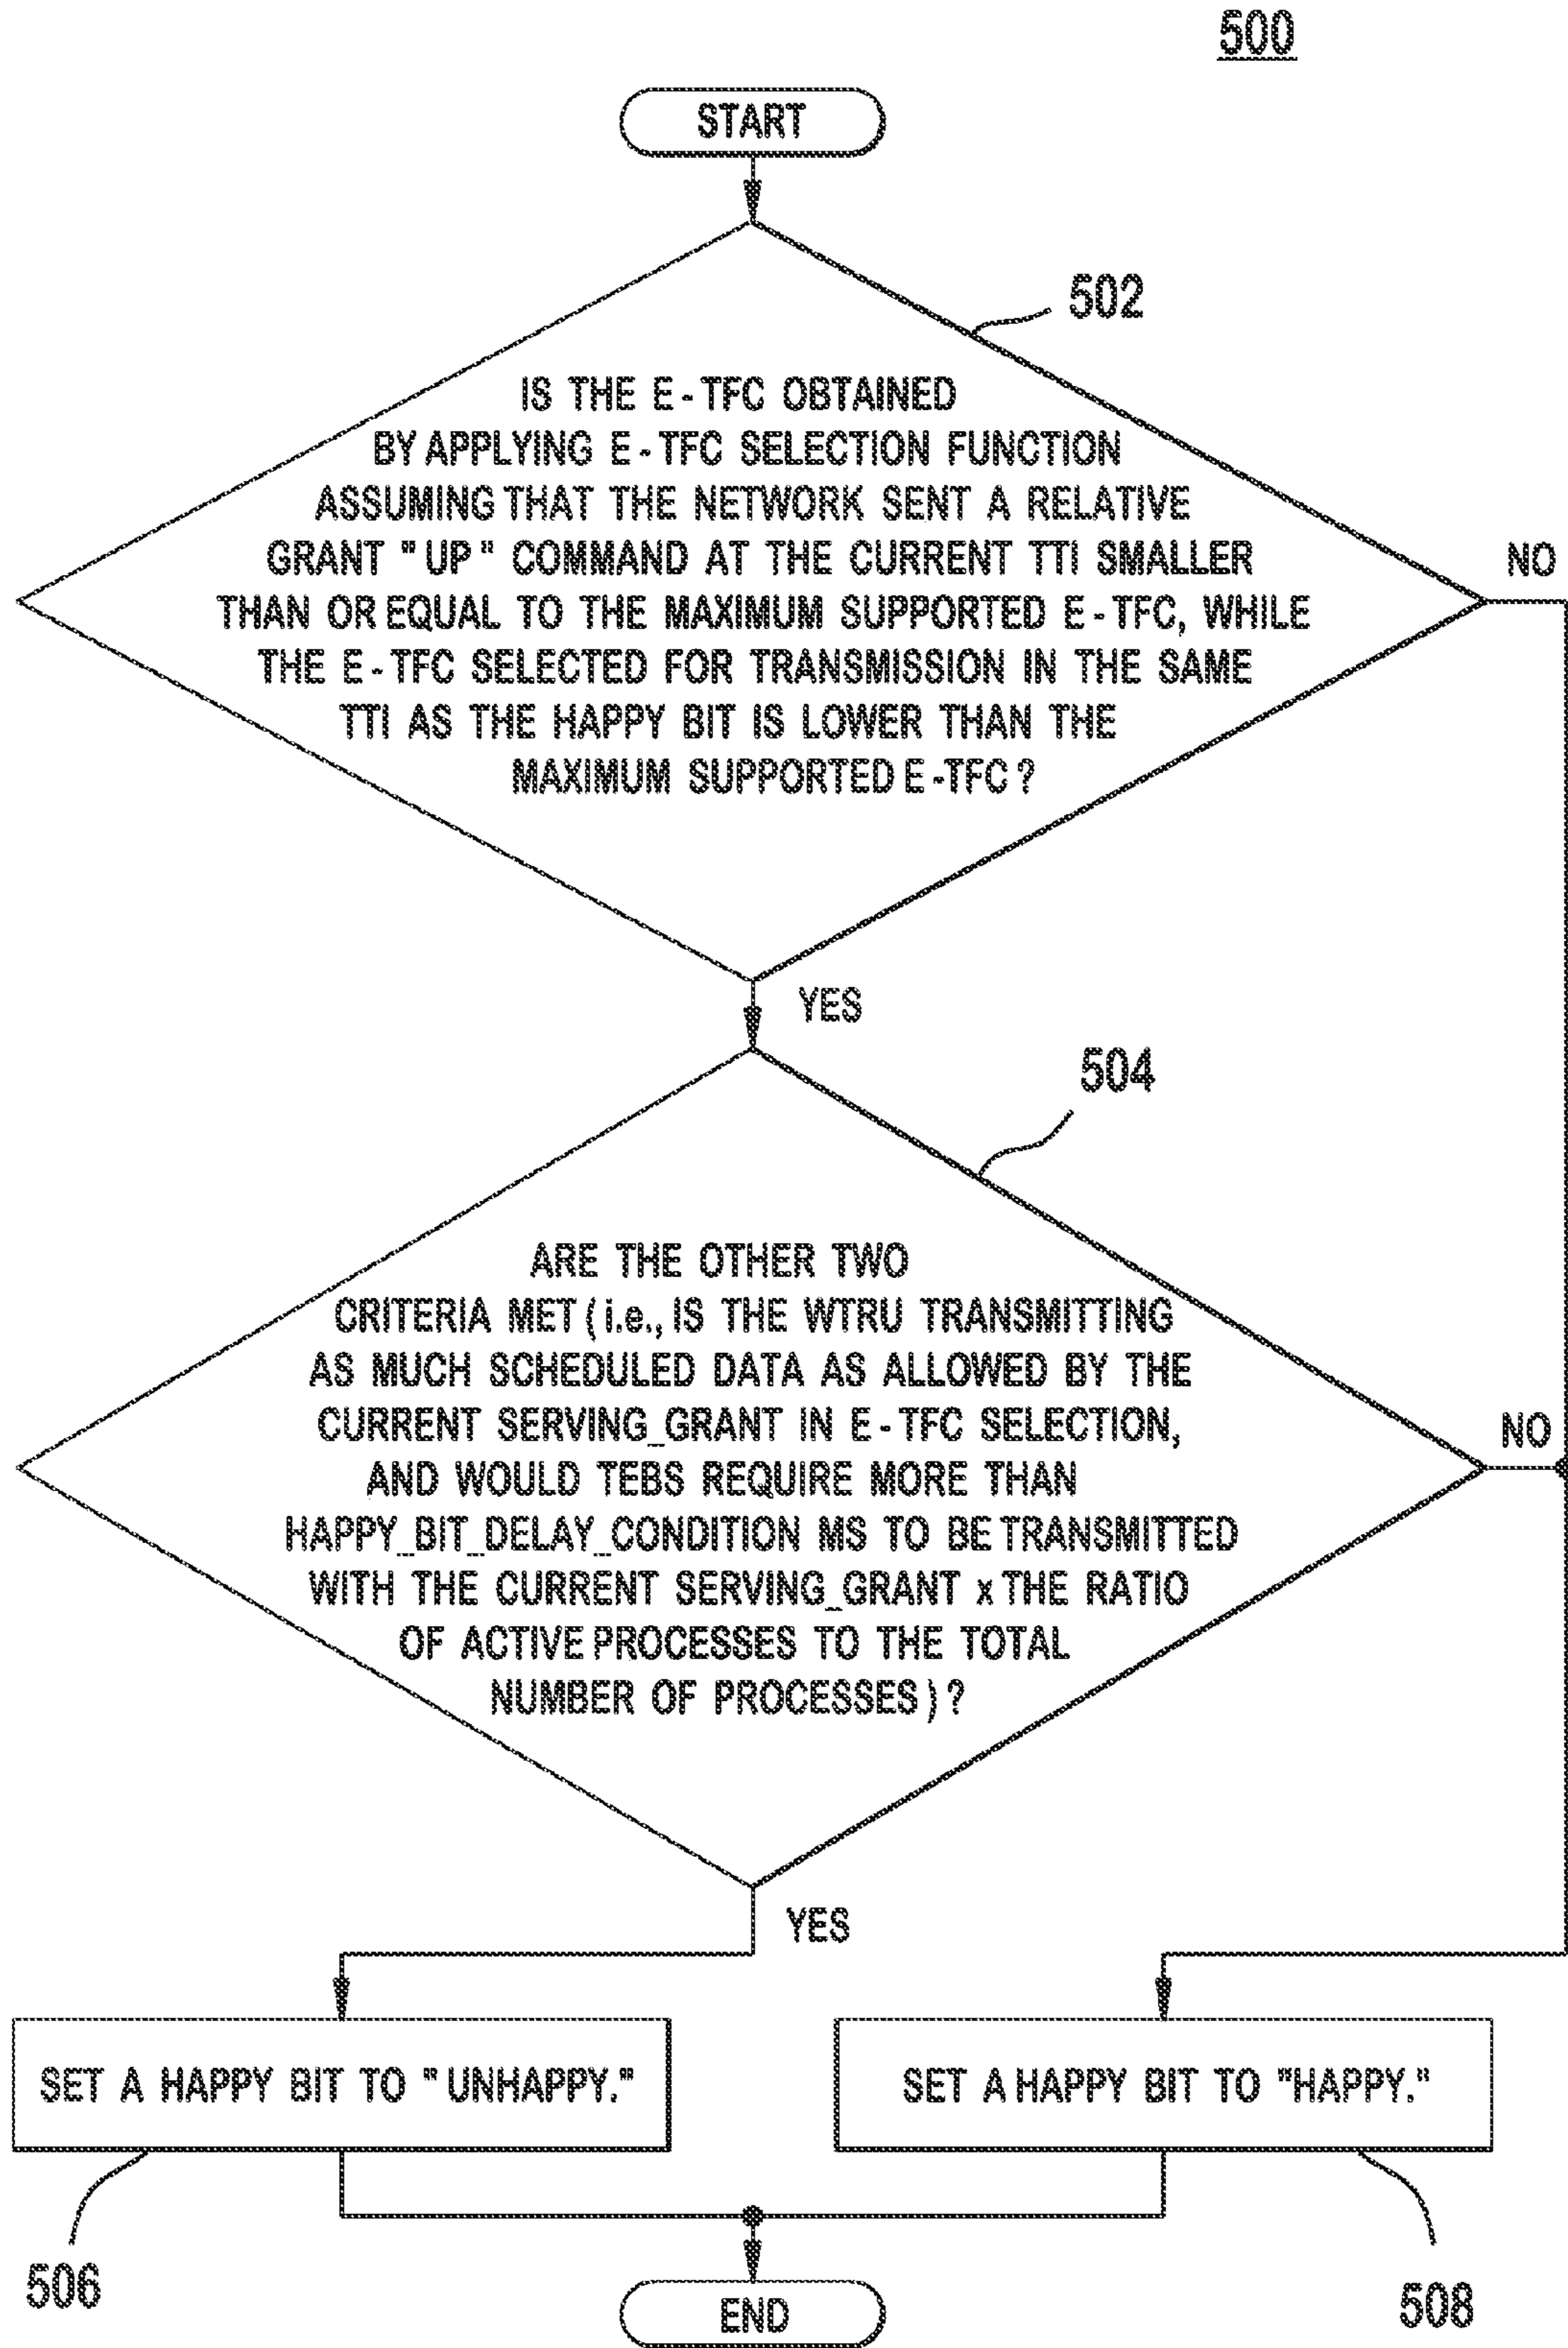 500
START
502
IS THE E-TFC OBTAINED
BY APPLYING E-TFC SELECTION FUNCTION
ASSUMING THAT THE NETWORK SENT A RELATIVE
GRANT "UP" COMMAND AT THE CURRENT TTI SMALLER
THAN OR EQUAL TO THE MAXIMUM SUPPORTED E-TFC, WHILE
THE E-TFC SELECTED FOR TRANSMISSION IN THE SAME
TTI AS THE HAPPY BIT IS LOWER THAN THE
MAXIMUM SUPPORTED E-TFC?
NO
YES
504
ARE THE OTHER TWO
CRITERIA MET (i.e., IS THE WTRU TRANSMITTING
AS MUCH SCHEDULED DATA AS ALLOWED BY THE
CURRENT SERVING_GRANT IN E-TFC SELECTION,
AND WOULD TEBS REQUIRE MORE THAN
HAPPY_BIT_DELAY_CONDITION MS TO BE TRANSMITTED
WITH THE CURRENT SERVING_GRANT x THE RATIO
OF ACTIVE PROCESSES TO THE TOTAL
NUMBER OF PROCESSES)?
NO
YES
SET A HAPPY BIT TO "UNHAPPY."
SET A HAPPY BIT TO "HAPPY."
506
508
END